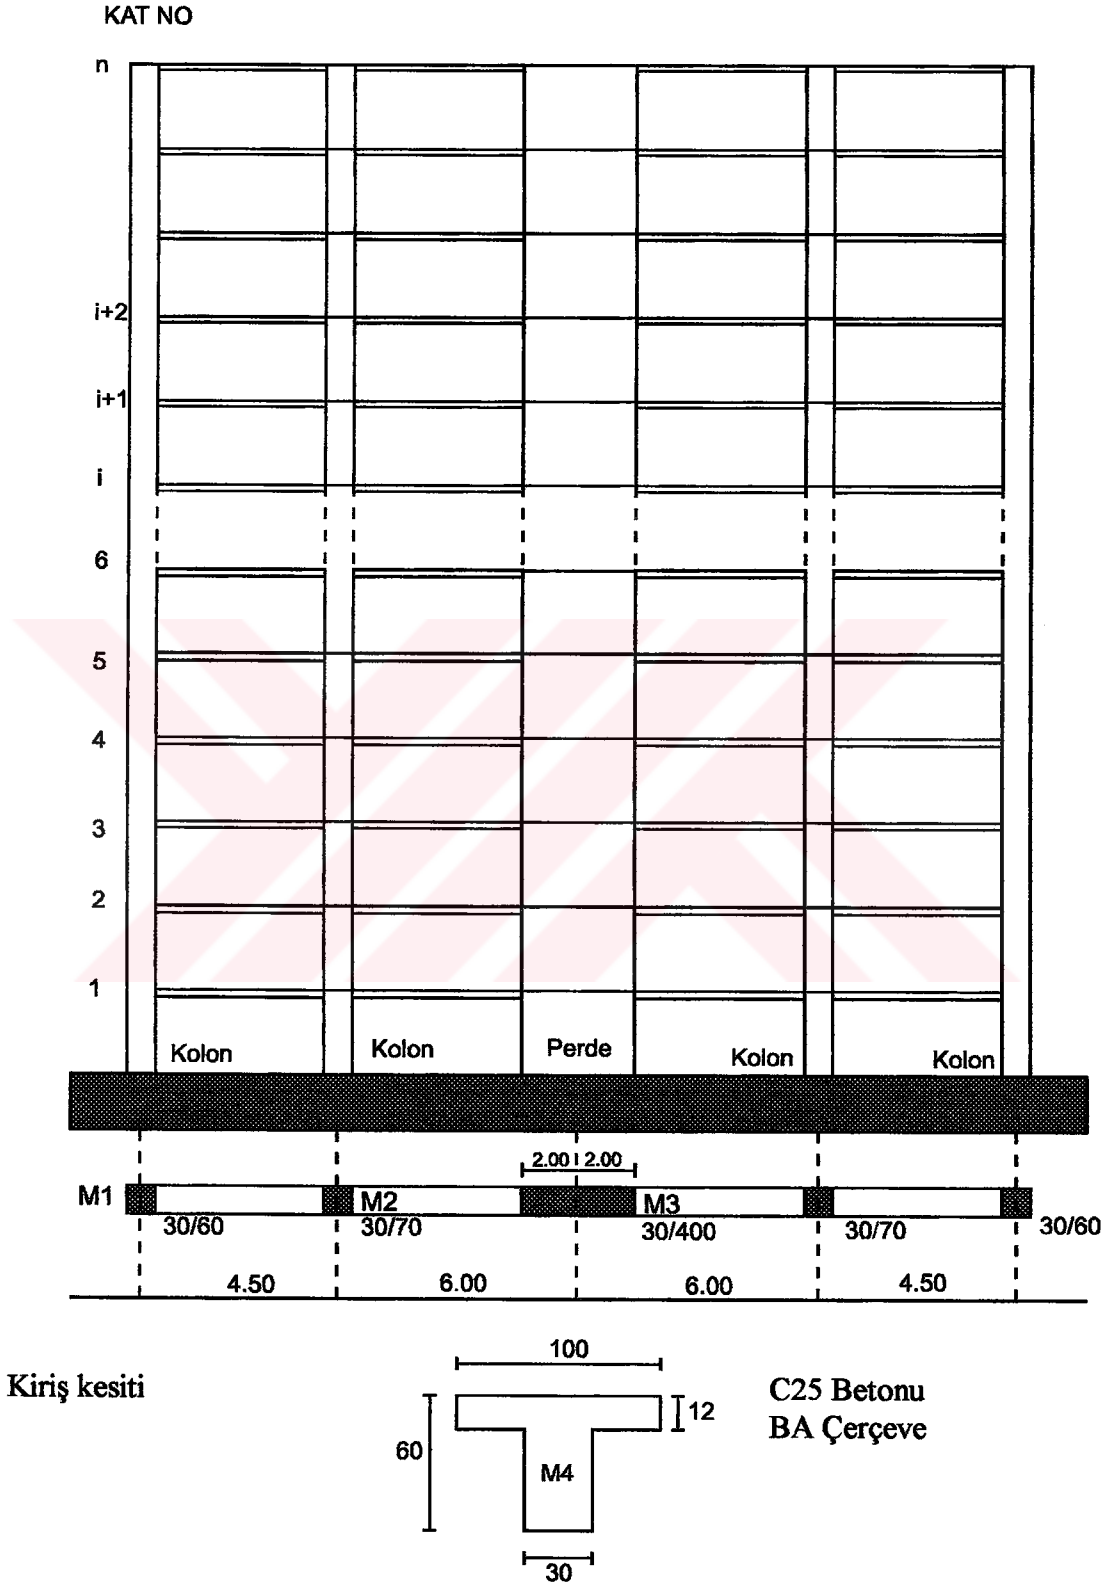 KAT NO
n
i+2
i+1
i
6
5
4
3
2
1
Kolon Kolon Perde Kolon Kolon
2.00 2.00
M1 M2 M3
30/60 30/70 30/400 30/70 30/60
4.50 6.00 6.00 4.50
100
Kiriş kesiti C25 Betonu
12
BA Çerçeve
60
M4
30